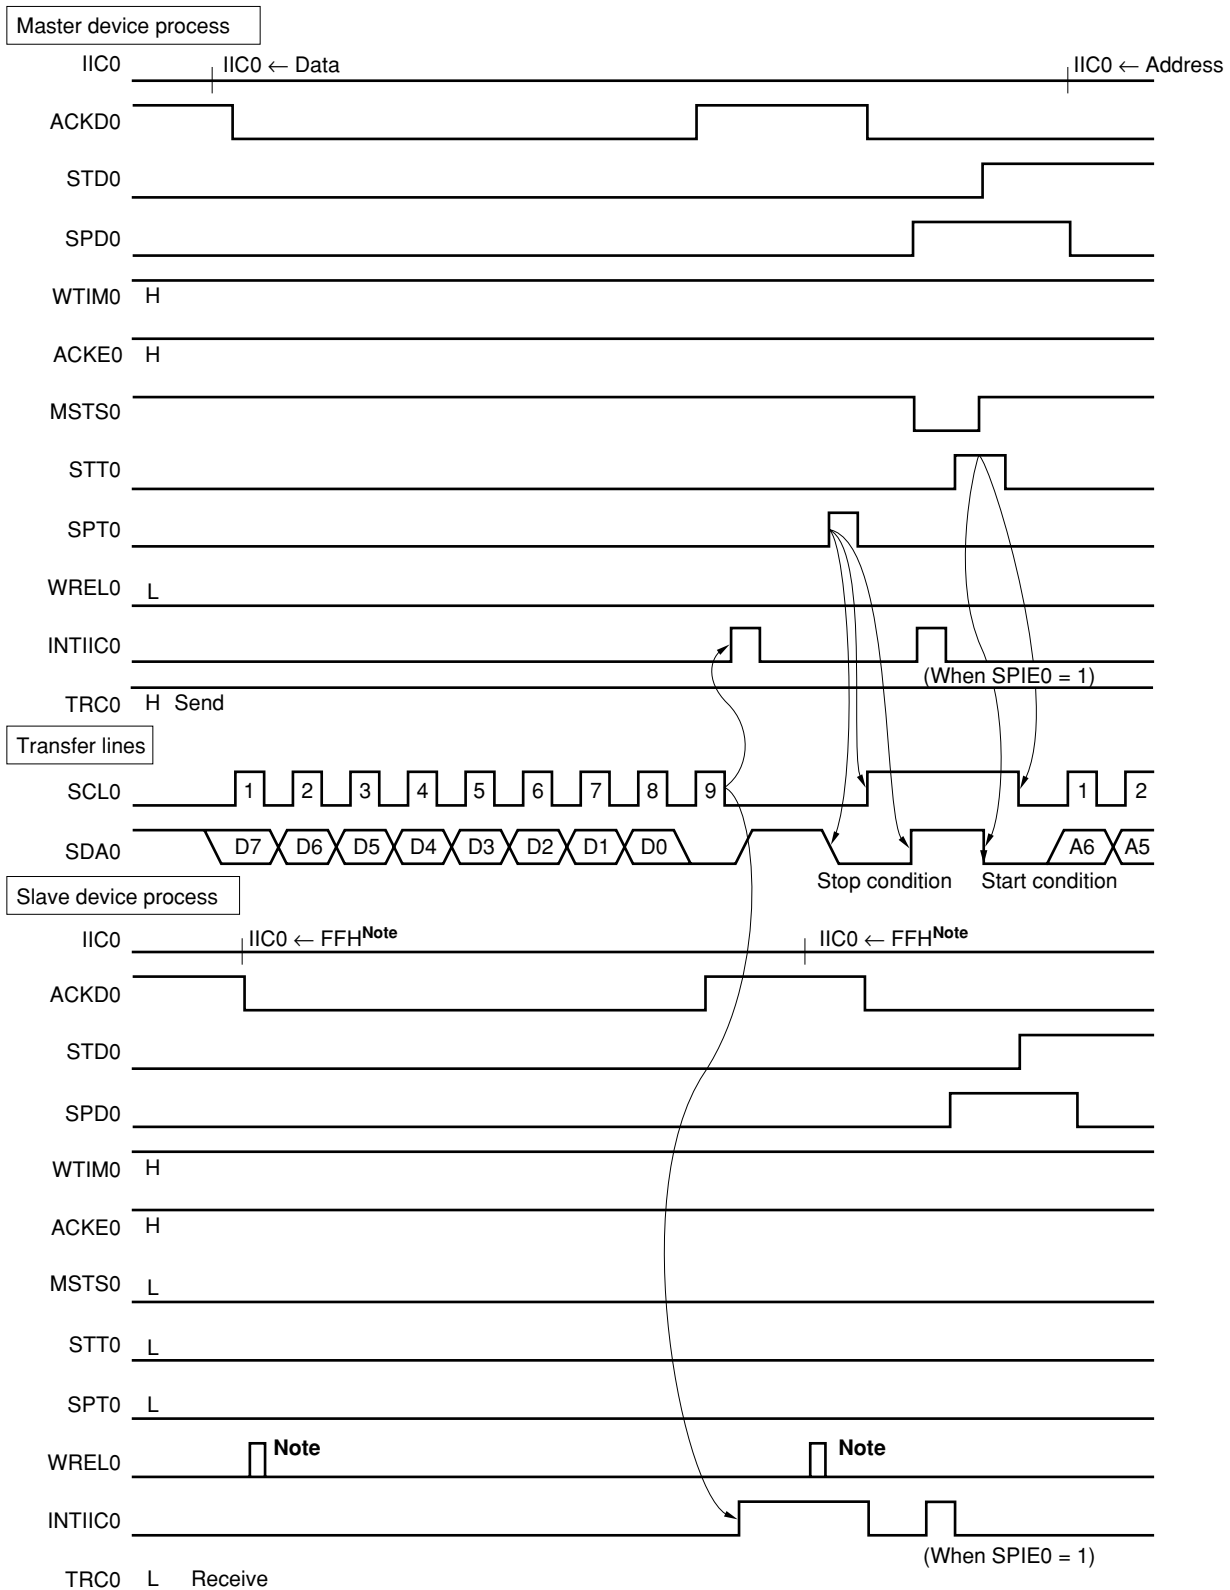 Master device process
IIC0 IIC0 ← Data IIC0 ← Address
ACKD0
STD0
SPD0
WTIM0 H
ACKE0 H
MSTS0
STT0
SPT0
WREL0 L
INTIIC0
(When SPIE0 = 1)
TRC0 H Send
Transfer lines
SCL0 1 2 3 4 5 6 7 8 9 1 2
SDA0 D7 D6 D5 D4 D3 D2 D1 D0 A6 A5
Stop condition Start condition
Slave device process
IIC0 IIC0 ← FFHNote IIC0 ← FFHNote
ACKD0
STD0
SPD0
WTIM0 H
ACKE0 H
MSTS0 L
STT0 L
SPT0 L
WREL0 Note Note
INTIIC0
(When SPIE0 = 1)
TRC0 L Receive